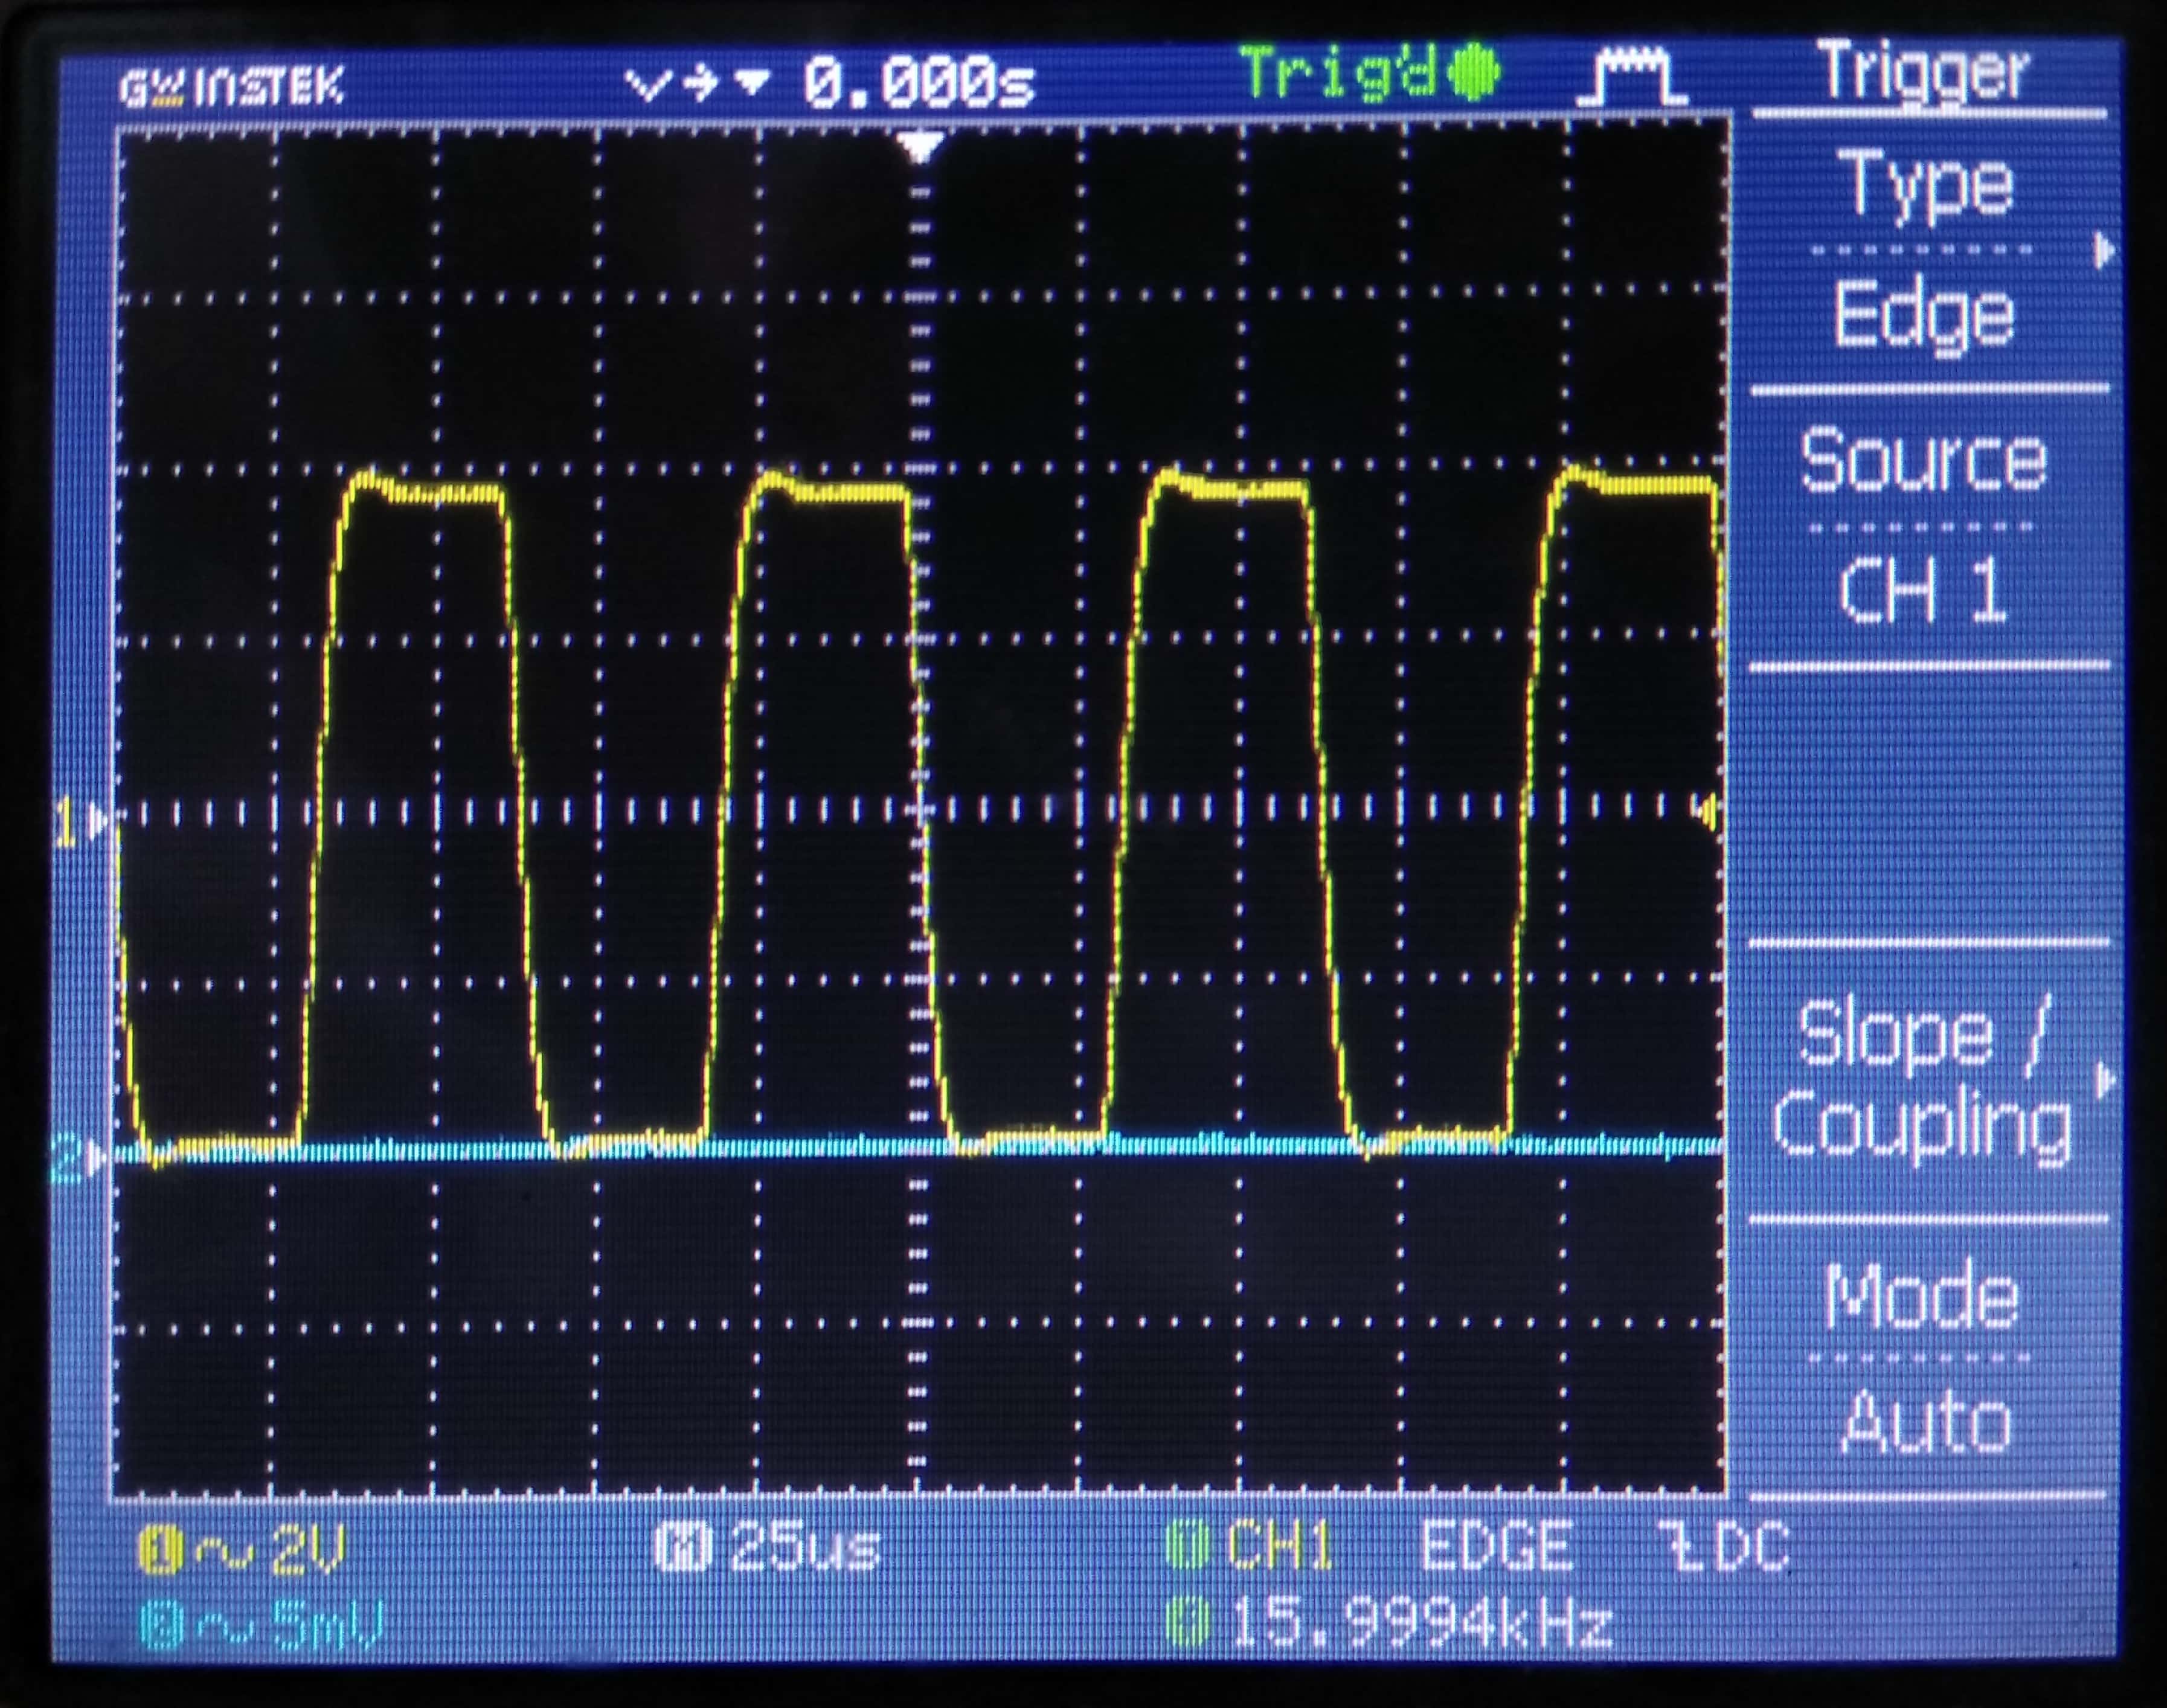 GW INSTEK 0.000s Trig'd
Trigger
Type
Edge
Source
CH 1
Slope /
Coupling
Mode
Auto
1
2
1 2V M 25us T CH1 EDGE DC
2 5mV 15.9994kHz